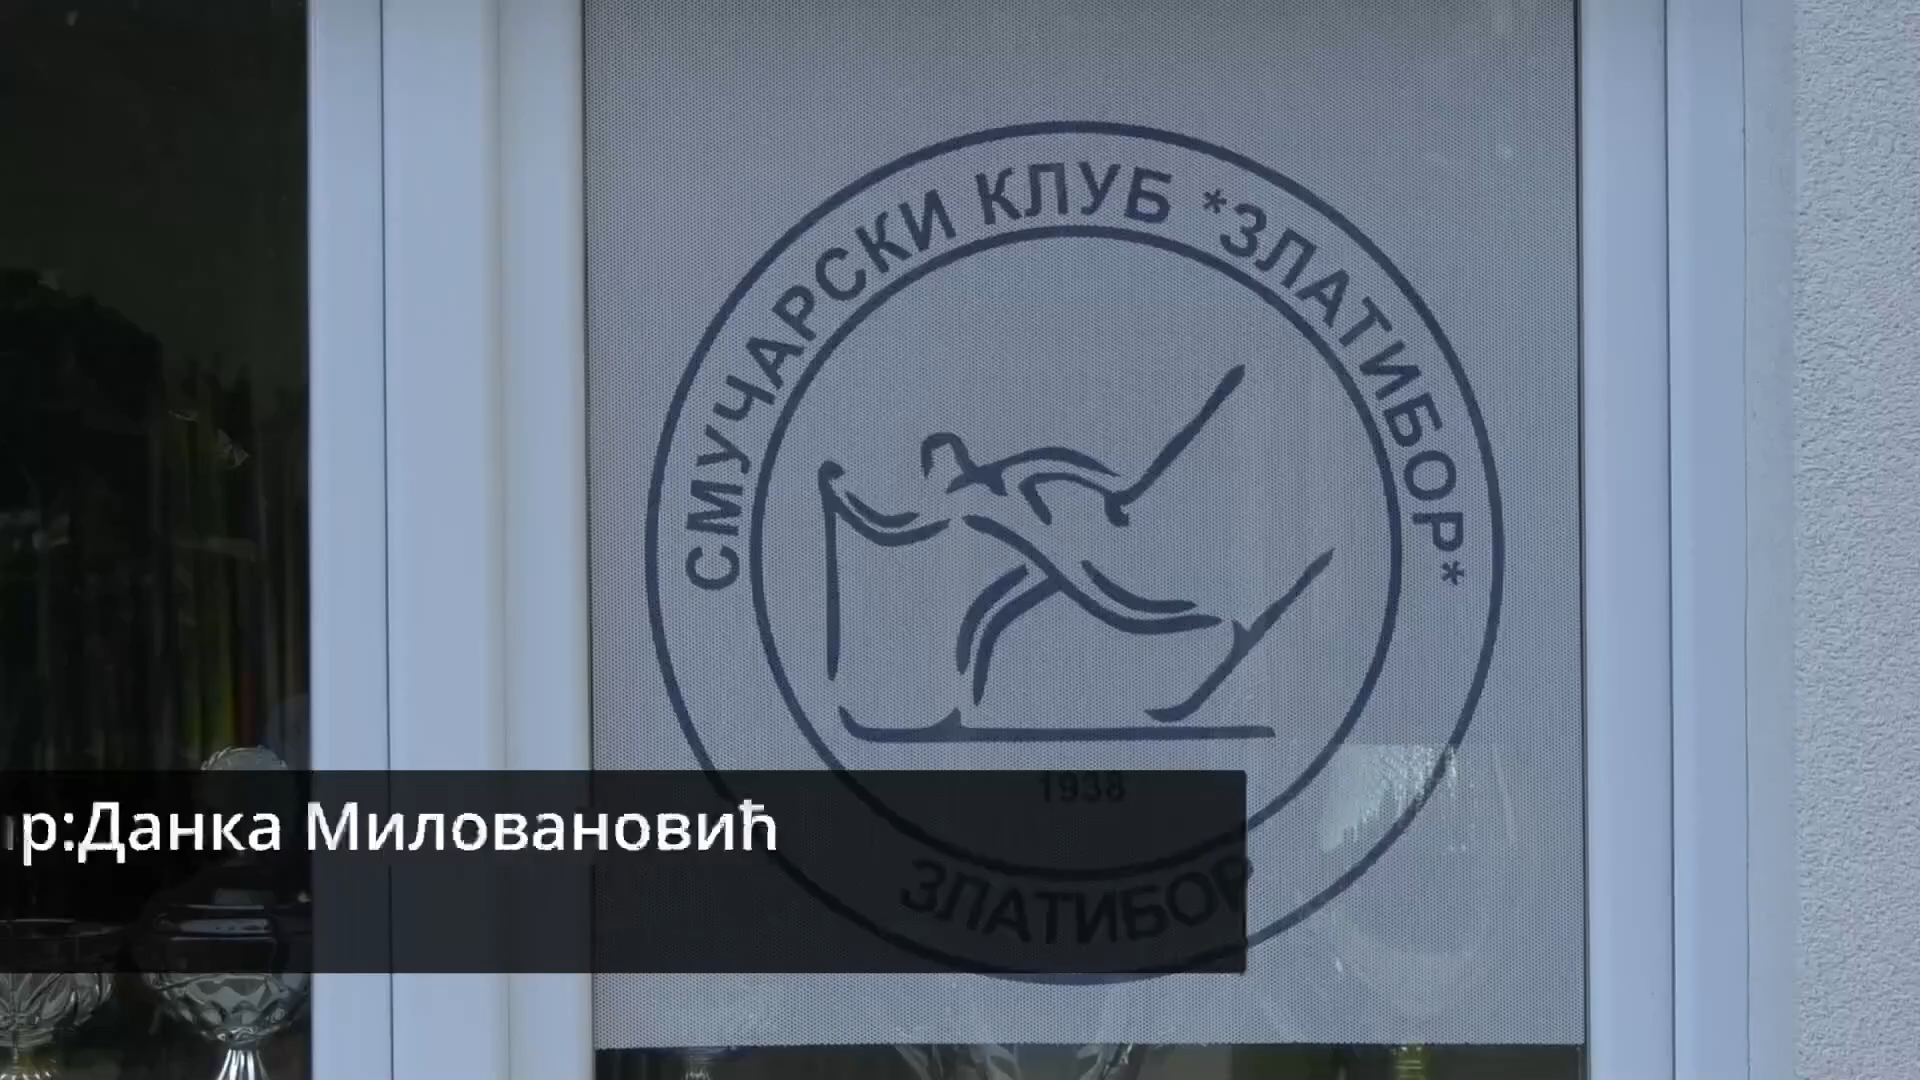 СМУЧАРСКИ КЛУБ *ЗЛАТИБОР*
1938
р:Данка Миловановић
ЗЛАТИБОР